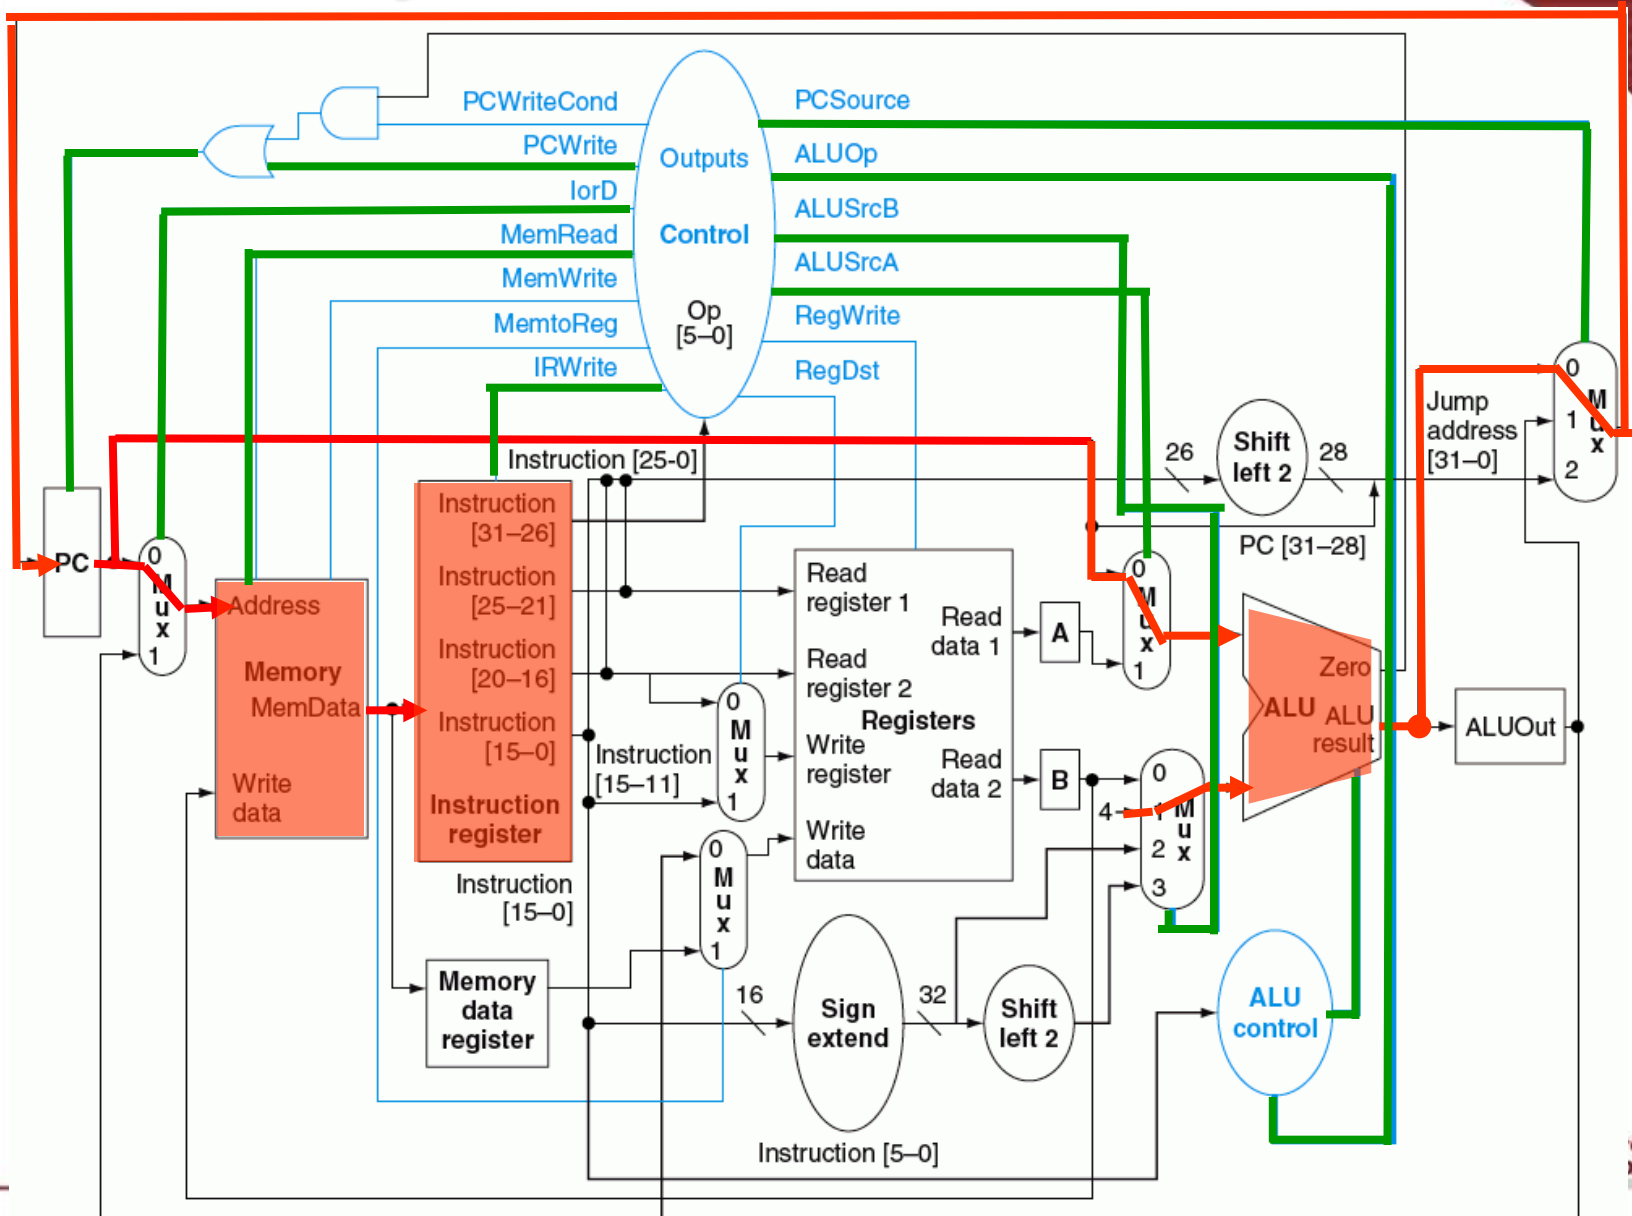 PCWriteCond
PCWrite
IorD
MemRead
MemWrite
MemtoReg
IRWrite
Outputs
Control
Op
[5–0]
PCSource
ALUOp
ALUSrcB
ALUSrcA
RegWrite
RegDst
PC
0
M
u
x
1
Address
Memory
MemData
Write
data
Instruction [25-0]
Instruction
[31–26]
Instruction
[25–21]
Instruction
[20–16]
Instruction
[15–0]
Instruction
register
Instruction
[15–0]
Memory
data
register
Instruction
[15–11]
0
M
u
x
1
0
M
u
x
1
Read
register 1
Read
register 2
Registers
Write
register
Write
data
Read
data 1
Read
data 2
A
B
0
M
u
x
1
4
0
1
M
u
2
x
3
16
Sign
extend
32
Shift
left 2
26
Shift
left 2
28
PC [31–28]
Jump
address
[31–0]
0
M
1
u
x
2
Zero
ALU
ALU
result
ALUOut
ALU
control
Instruction [5–0]